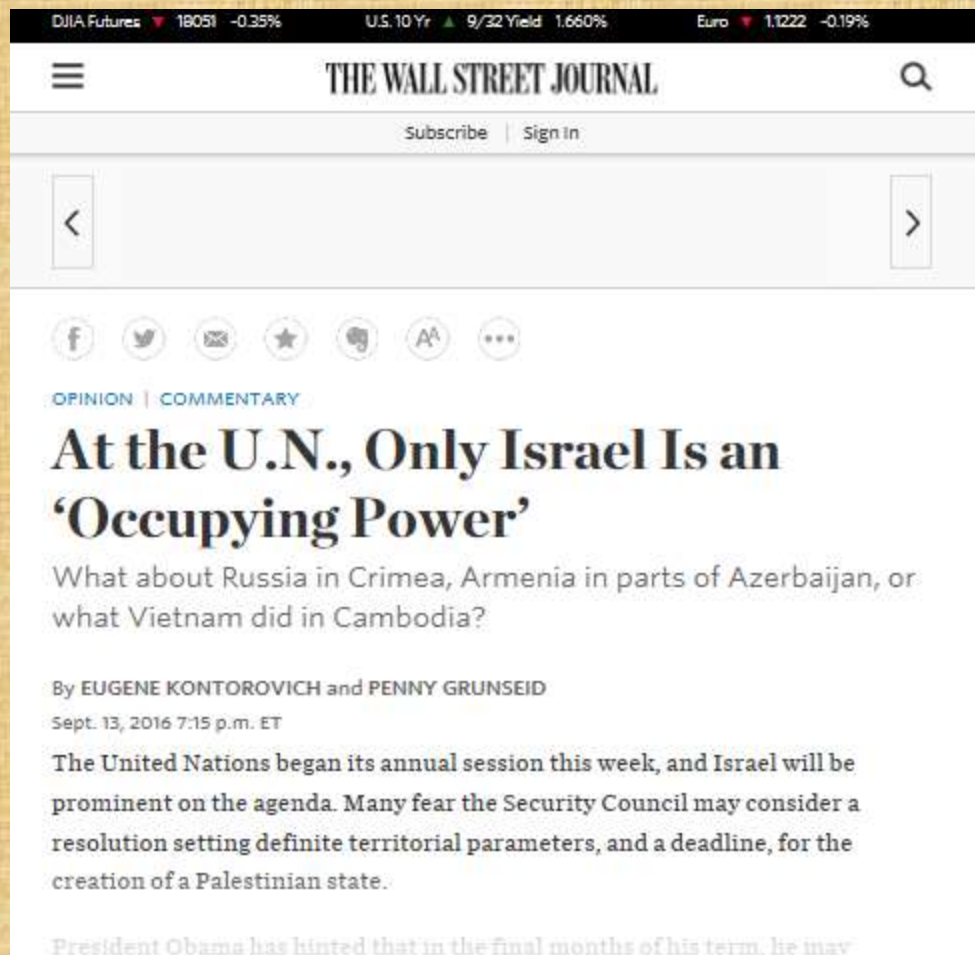 DJIA Futures ▼ 18051 -0.35% U.S. 10 Yr ▲ 9/32 Yield 1.660% Euro ▼ 1.1222 -0.19%
THE WALL STREET JOURNAL
Subscribe | Sign In
OPINION | COMMENTARY
At the U.N., Only Israel Is an
‘Occupying Power’
What about Russia in Crimea, Armenia in parts of Azerbaijan, or
what Vietnam did in Cambodia?
By EUGENE KONTOROVICH and PENNY GRUNSEID
Sept. 13, 2016 7:15 p.m. ET
The United Nations began its annual session this week, and Israel will be
prominent on the agenda. Many fear the Security Council may consider a
resolution setting definite territorial parameters, and a deadline, for the
creation of a Palestinian state.
President Obama has hinted that in the final months of his term, he may